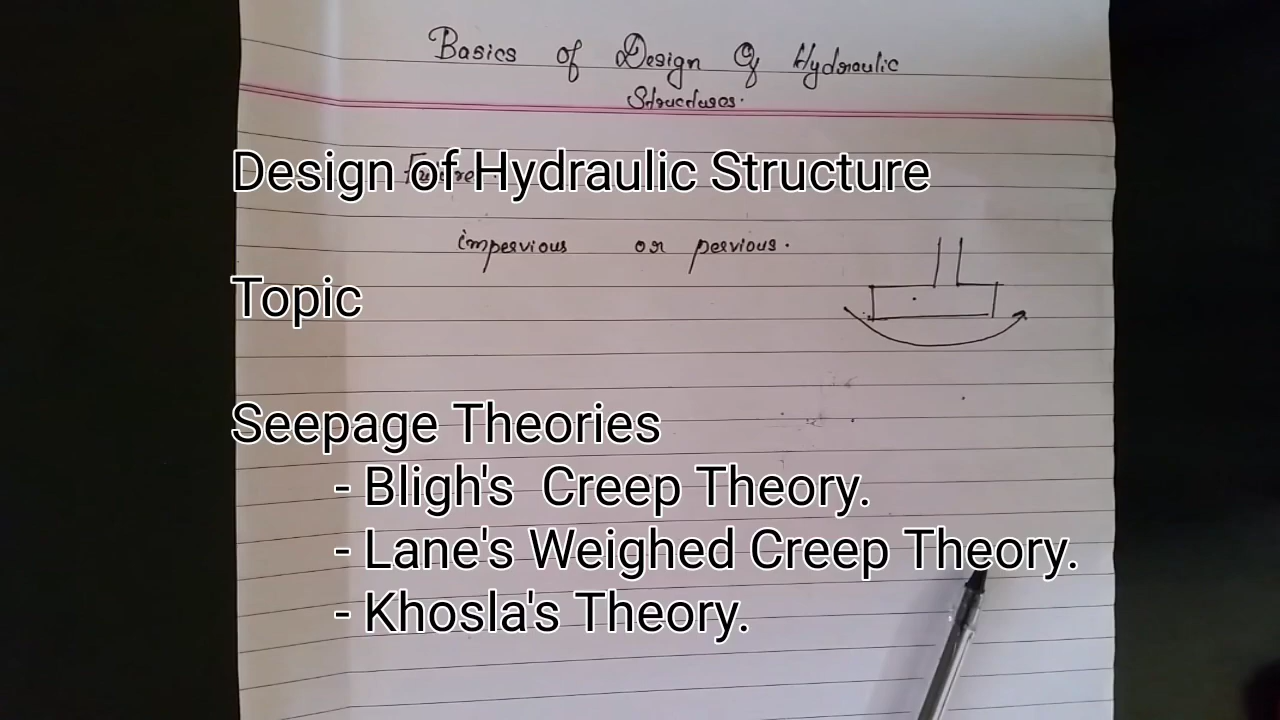 Basics of Design Of Hydraulic
Structures.
Design of Hydraulic Structure
Failure.
impervious or pervious.
Topic
Seepage Theories
- Bligh's Creep Theory.
- Lane's Weighed Creep Theory.
- Khosla's Theory.